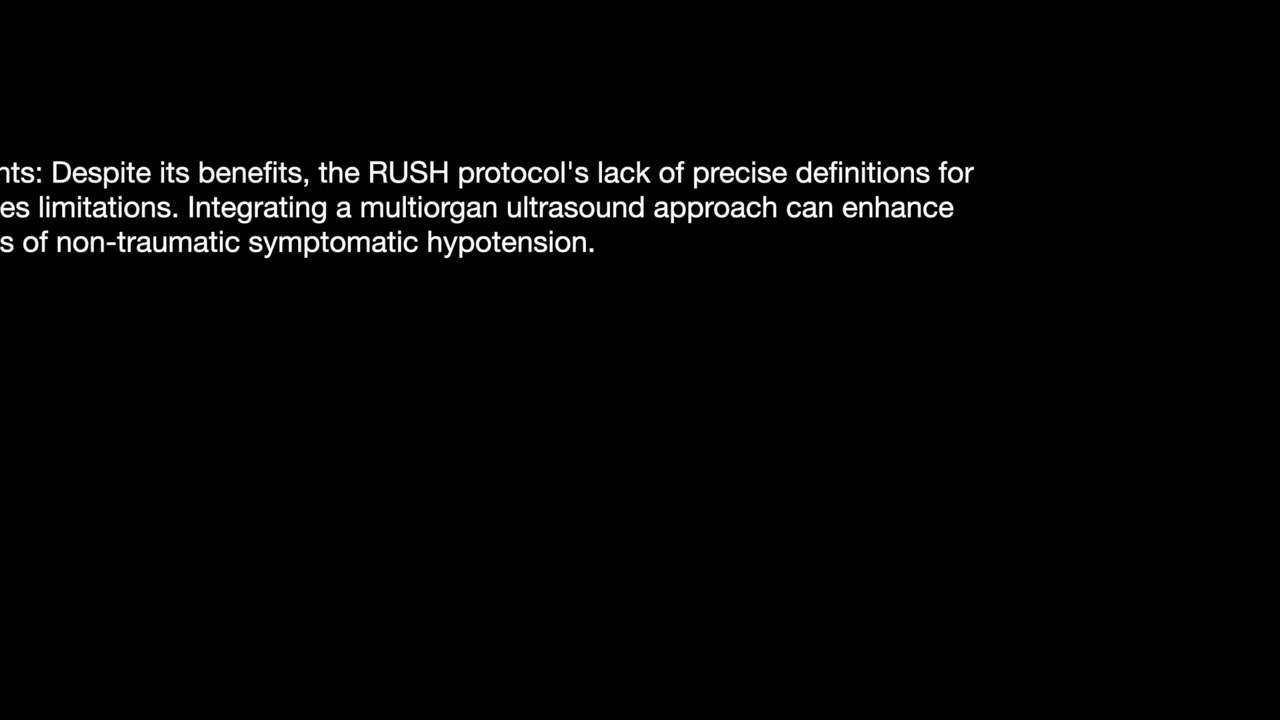 nts: Despite its benefits, the RUSH protocol's lack of precise definitions for
es limitations. Integrating a multiorgan ultrasound approach can enhance
s of non-traumatic symptomatic hypotension.